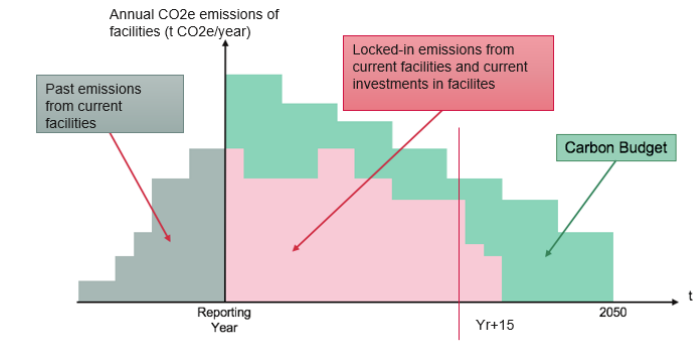 Annual CO2e emissions of
facilities (t CO2e/year)
Locked-in emissions from
current facilities and current
investments in facilites
Past emissions
from current
facilities
Carbon Budget
t
Reporting
Year
Yr+15
2050